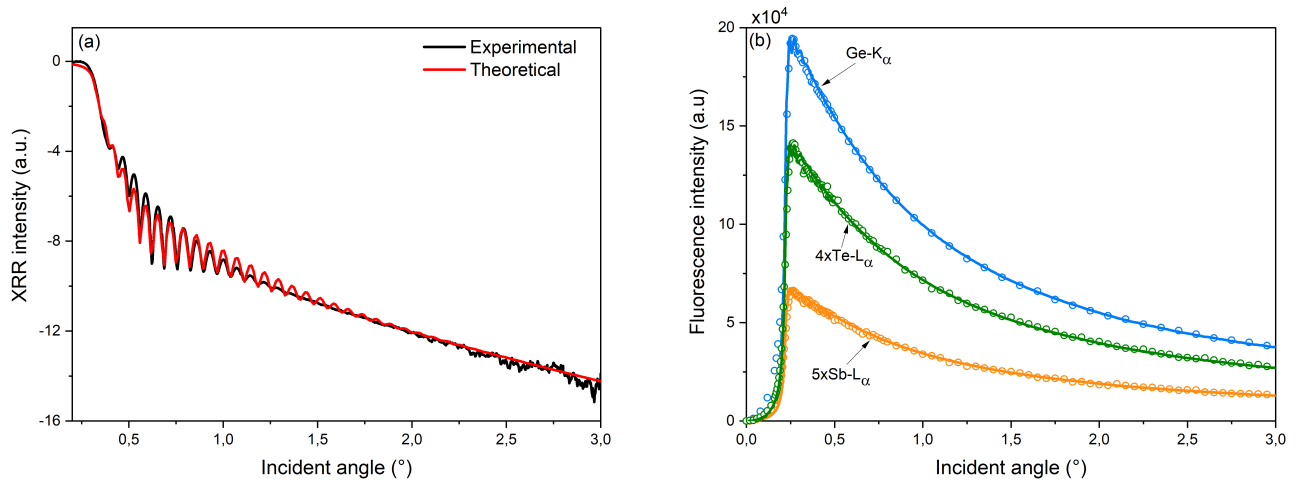 (a)
Experimental
Theoretical
XRR intensity (a.u.)
0
-4
-8
-12
-16
0,5
1,0
1,5
2,0
2,5
3,0
Incident angle (°)
x10⁴
(b)
Ge-Kα
4xTe-Lα
5xSb-Lα
Fluorescence intensity (a.u)
20
15
10
5
0
0,0
0,5
1,0
1,5
2,0
2,5
3,0
Incident angle (°)